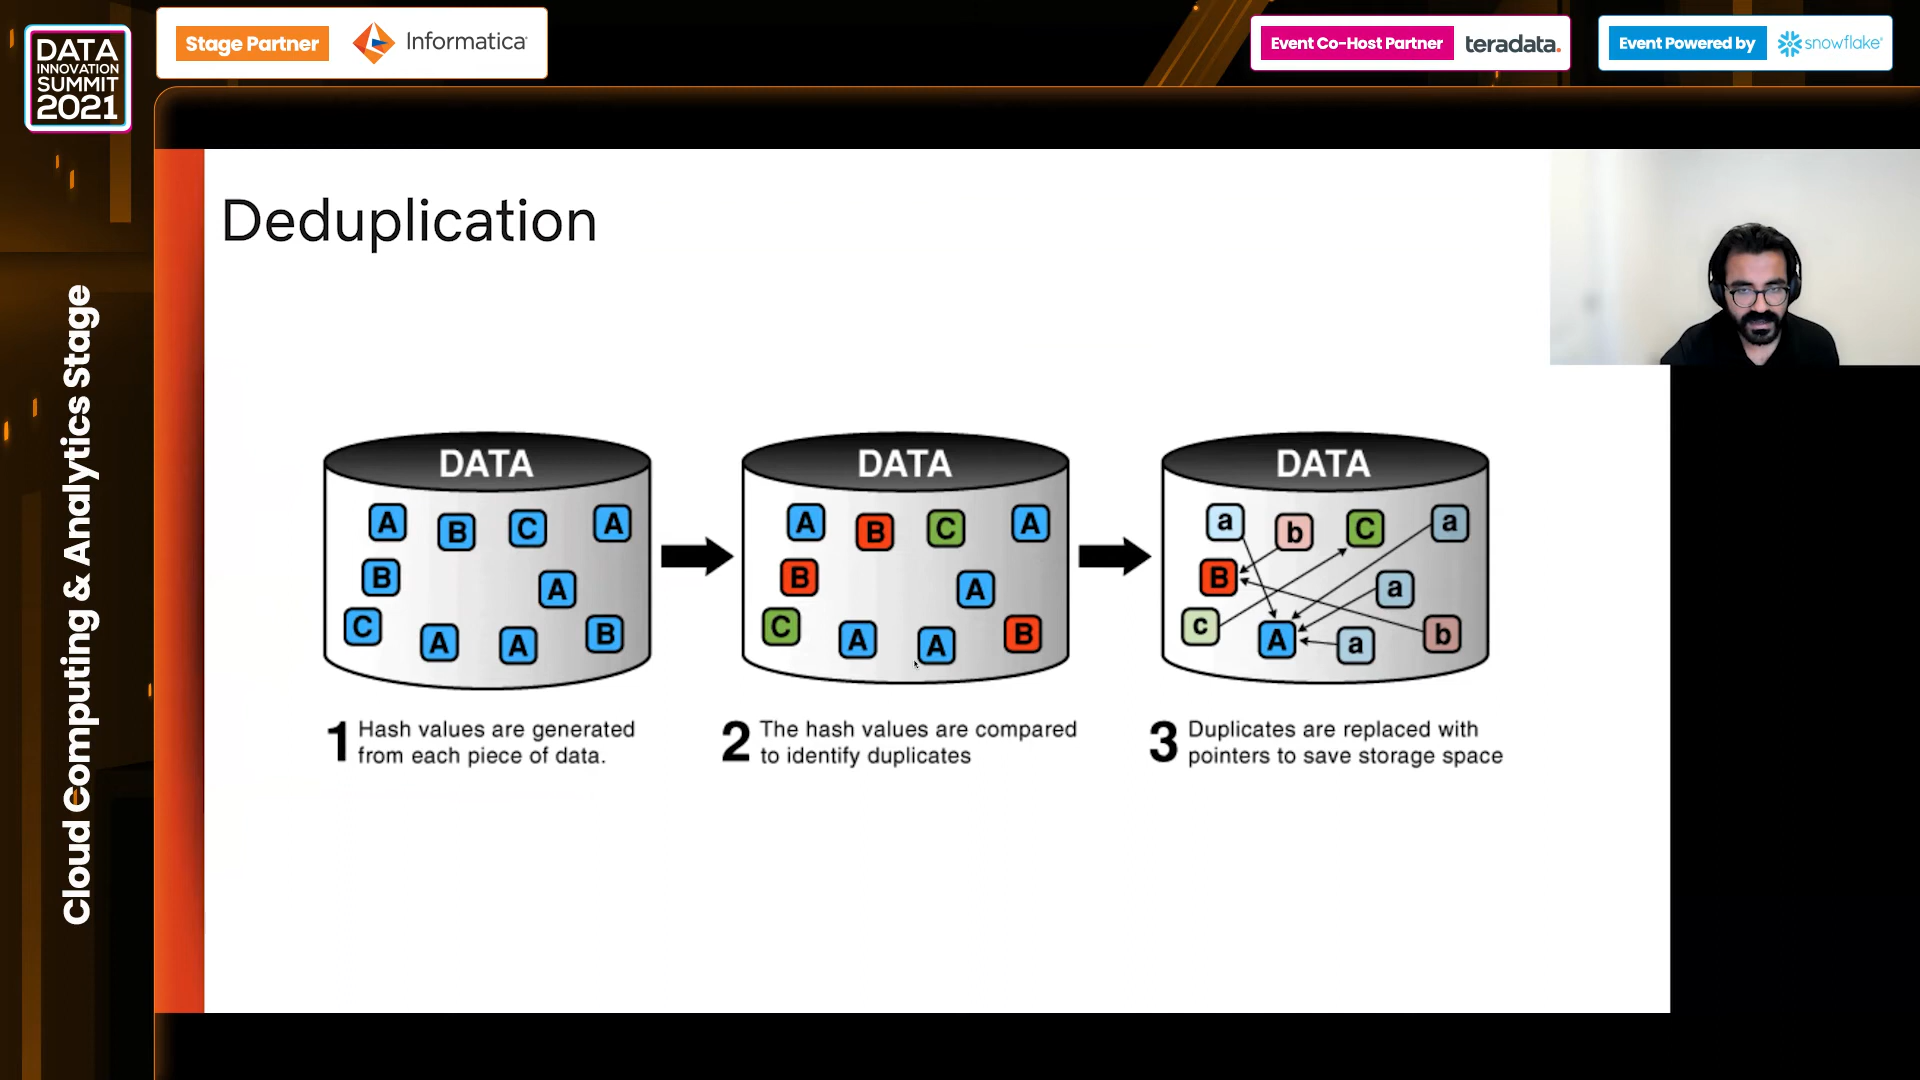 DATA
INNOVATION
SUMMIT
2021
Stage Partner
Informatica
Event Co-Host Partner
teradata.
Event Powered by
snowflake
Cloud Computing & Analytics Stage
Deduplication
DATA
A B C A
B A
C A A B
DATA
A B C A
B A
C A A B
DATA
a b C a
B a
c A a b
1 Hash values are generated
from each piece of data.
2 The hash values are compared
to identify duplicates
3 Duplicates are replaced with
pointers to save storage space